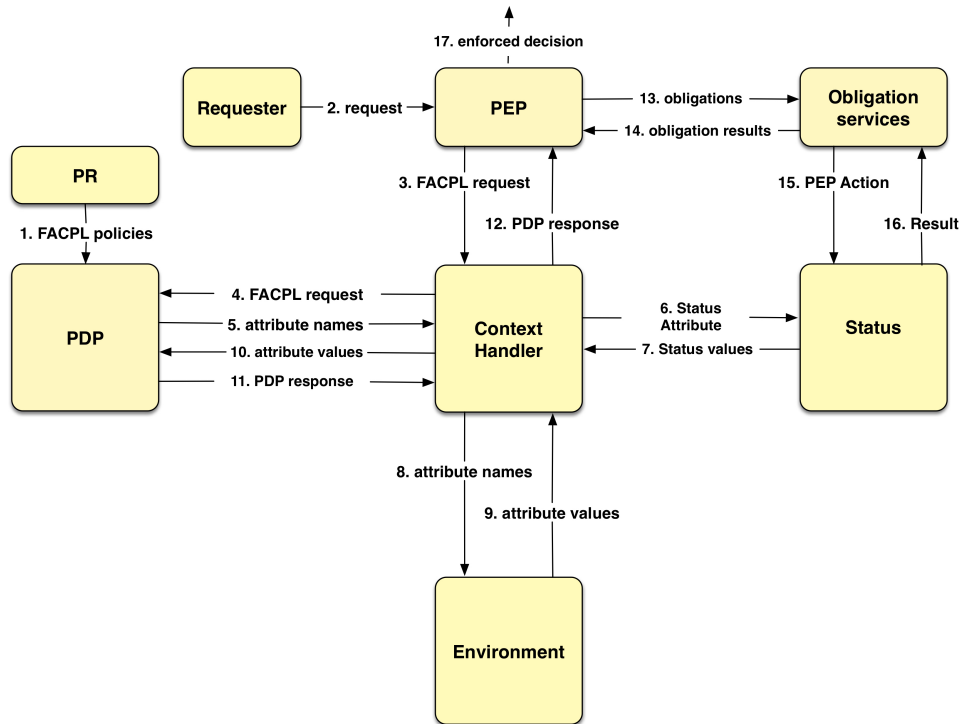 17. enforced decision
Requester
2. request
PEP
13. obligations
14. obligation results
Obligation
services
PR
3. FACPL request
15. PEP Action
12. PDP response
16. Result
1. FACPL policies
PDP
4. FACPL request
5. attribute names
10. attribute values
11. PDP response
Context
Handler
6. Status
Attribute
7. Status values
Status
8. attribute names
9. attribute values
Environment